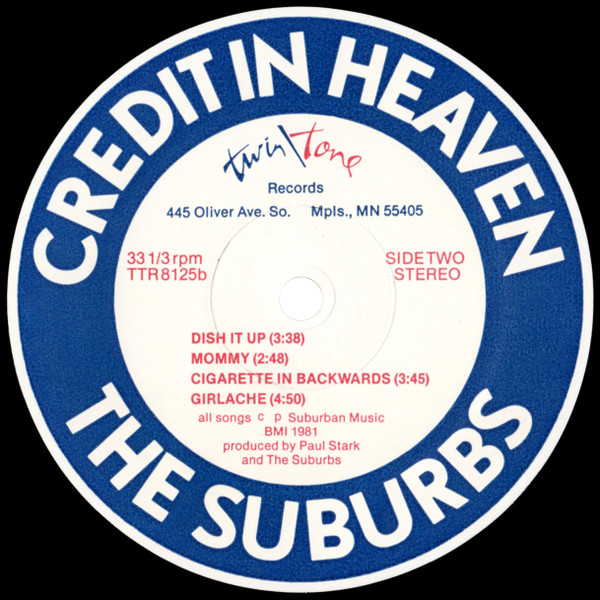 CREDIT IN HEAVEN
twin\tone
Records
445 Oliver Ave. So. Mpls., MN 55405
33 1/3 rpm SIDE TWO
TTR 8125b STEREO
DISH IT UP (3:38)
MOMMY (2:48)
CIGARETTE IN BACKWARDS (3:45)
GIRLACHE (4:50)
all songs c p Suburban Music
BMI 1981
produced by Paul Stark
and The Suburbs
THE SUBURBS